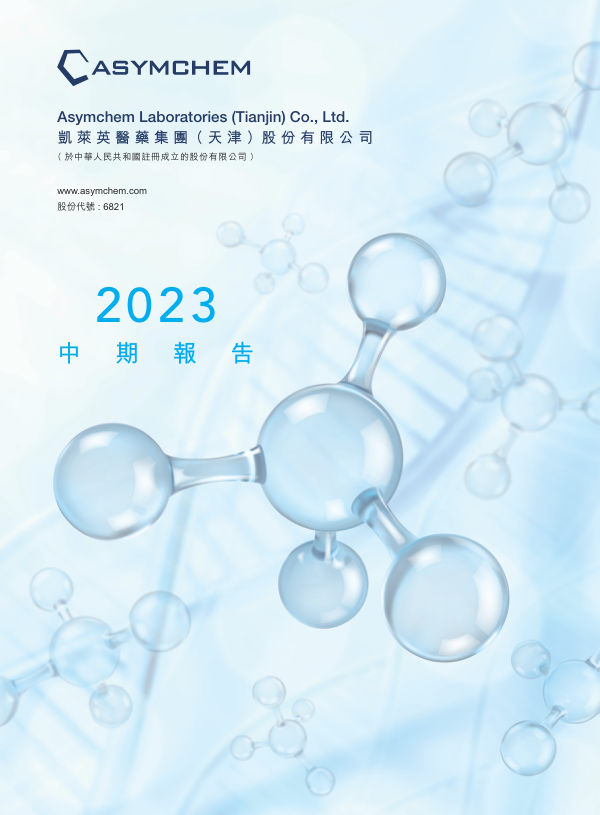 ASYMCHEM
Asymchem Laboratories (Tianjin) Co., Ltd.
凱萊英醫藥集團（天津）股份有限公司
（於中華人民共和國註冊成立的股份有限公司）
www.asymchem.com
股份代號 : 6821
2023
中期報告